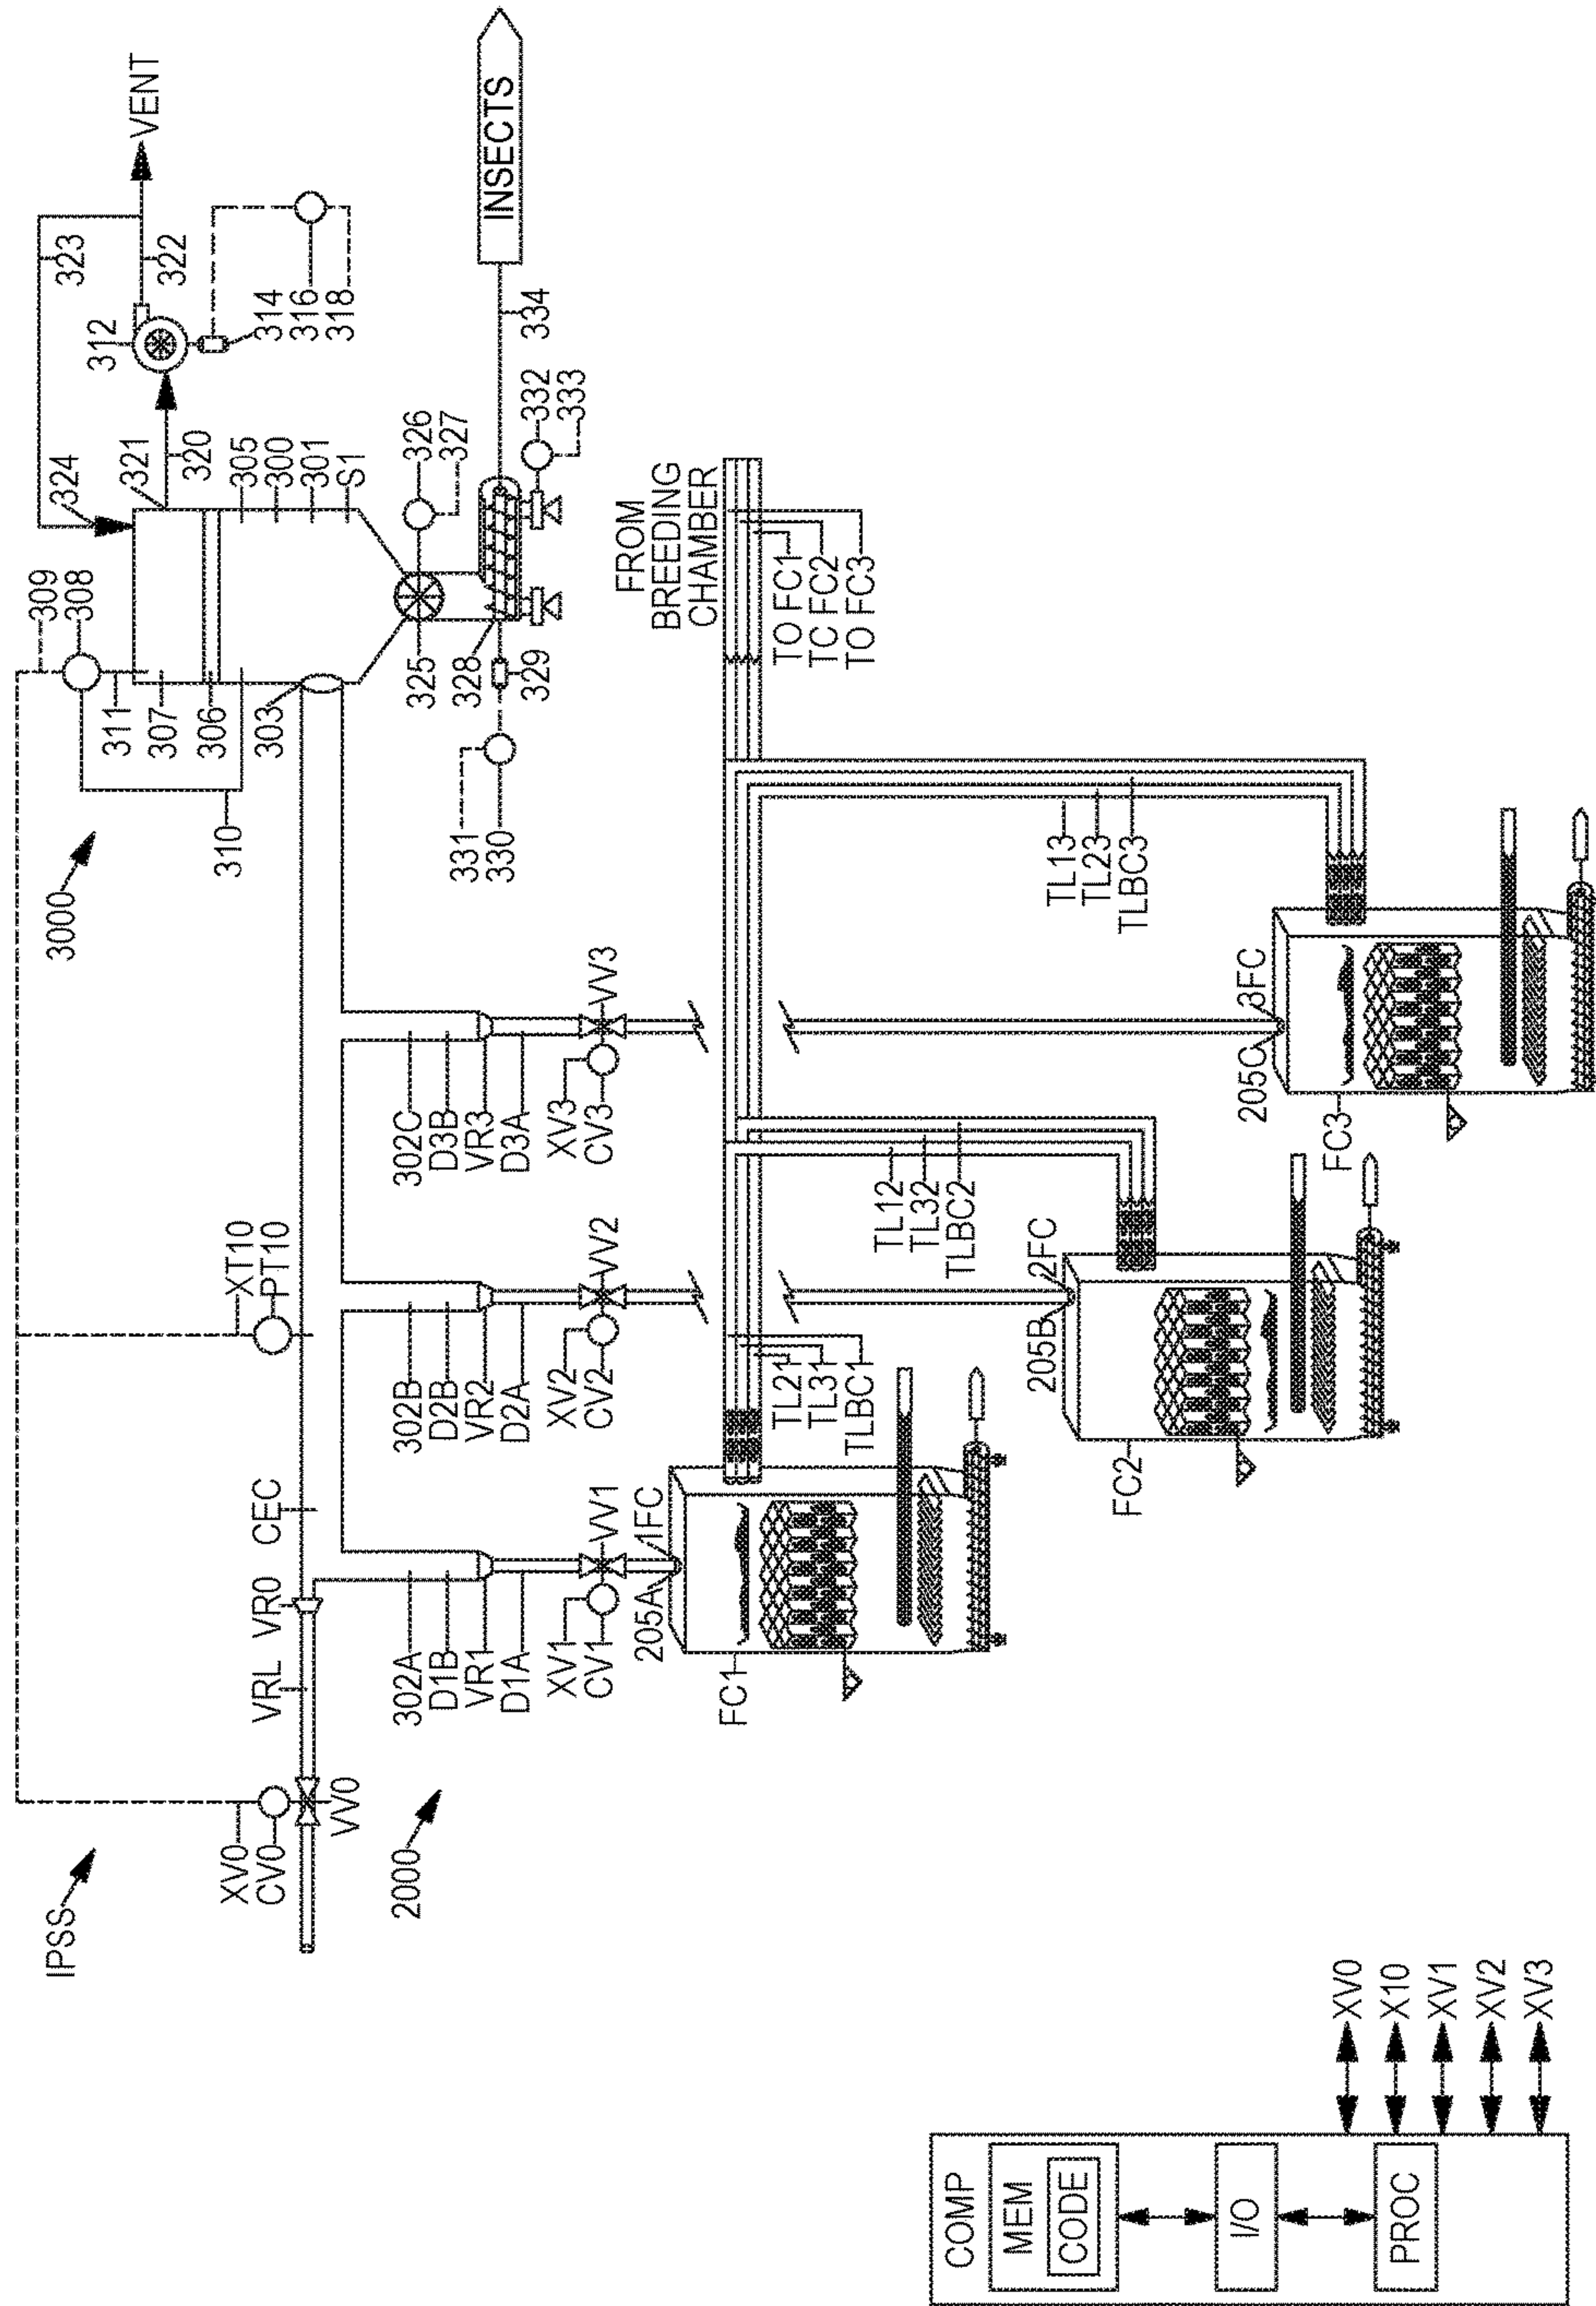 IPSS
XV0
CV0
VV0
VRL
VR0
CEC
XT10
PT10
3000
2000
309
308
311
307
306
303
310
324
321
320
305
300
301
S1
323
322
312
314
316
318
VENT
325
326
327
328
329
331
330
332
333
334
INSECTS
302A
D1B
VR1
D1A
XV1
CV1
VV1
302B
D2B
VR2
D2A
XV2
CV2
VV2
302C
D3B
VR3
D3A
XV3
CV3
VV3
FROM
BREEDING
CHAMBER
TO FC1
TC FC2
TO FC3
205A
1FC
FC1
TL21
TL31
TLBC1
205B
2FC
FC2
TL12
TL32
TLBC2
205C
3FC
FC3
TL13
TL23
TLBC3
COMP
MEM
CODE
I/O
PROC
XV0
X10
XV1
XV2
XV3